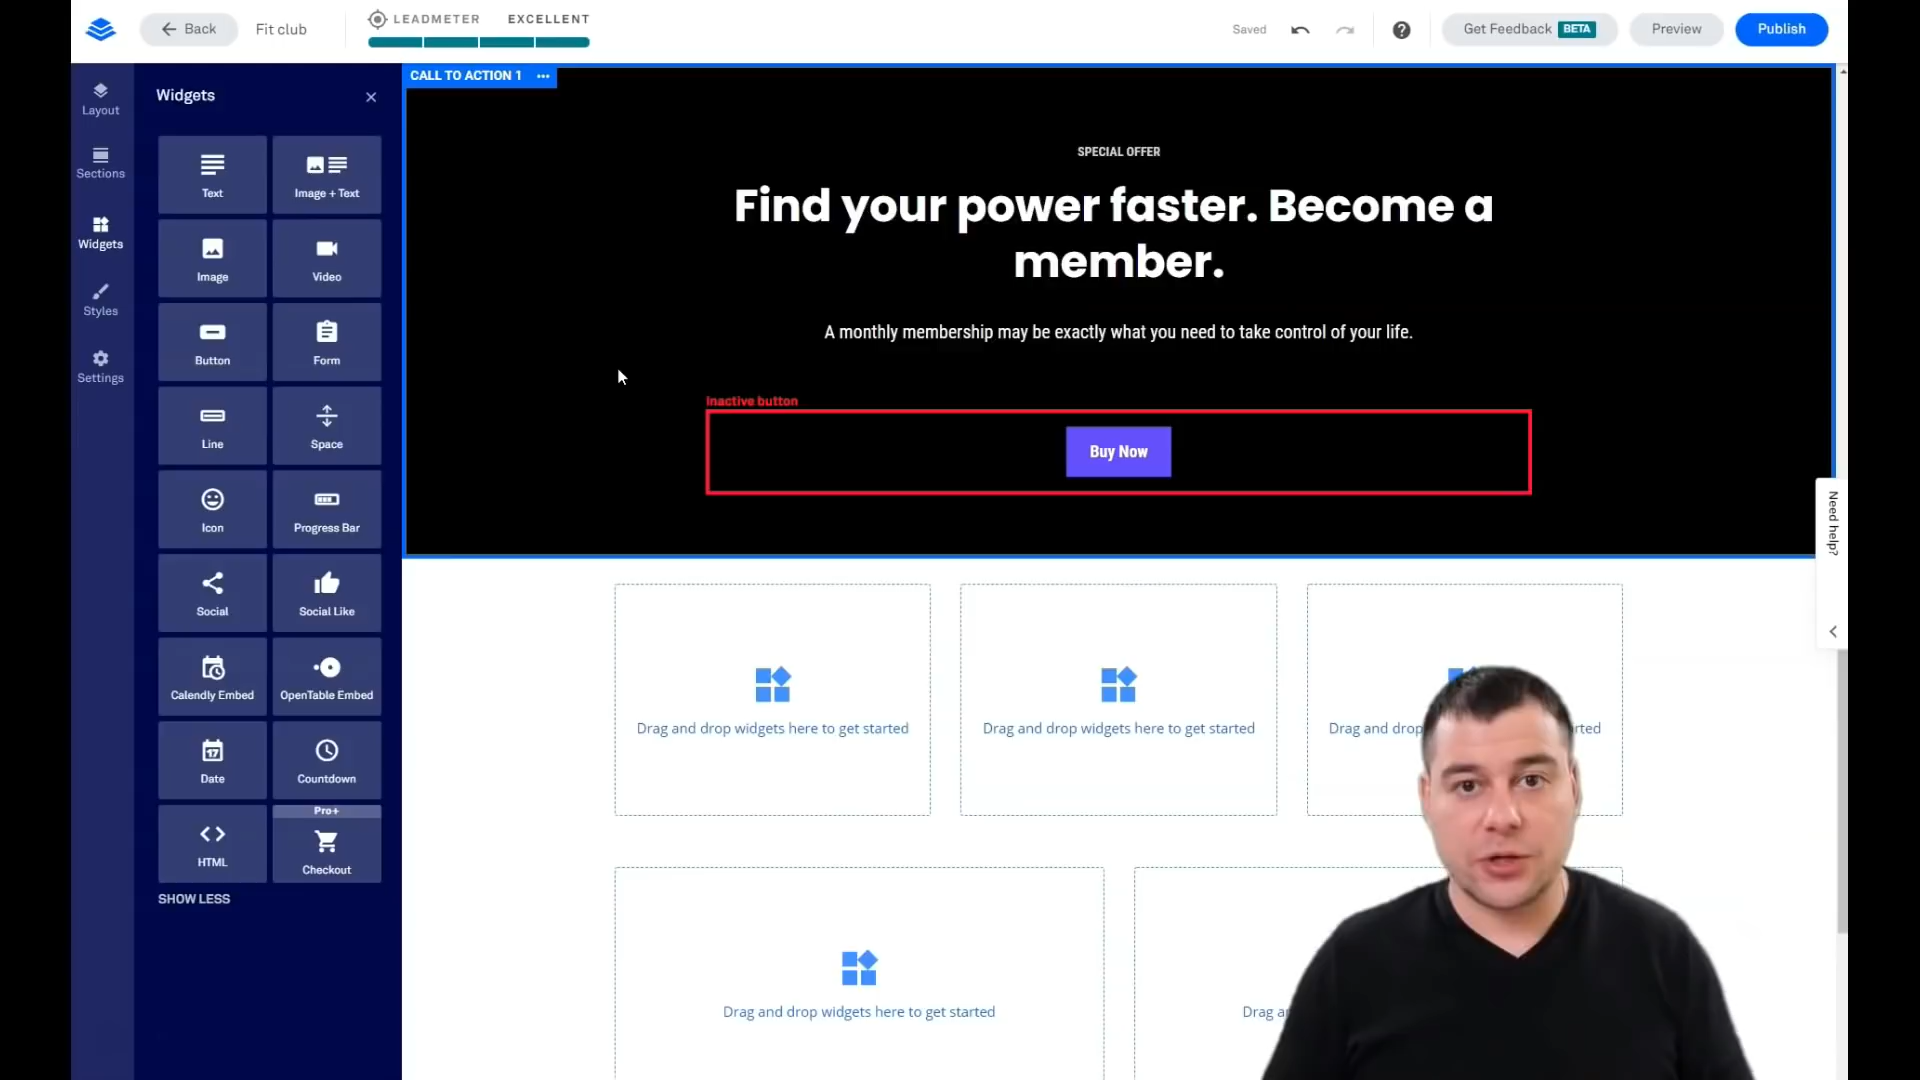 Back
Fit club
LEADMETER
EXCELLENT
Saved
Get Feedback BETA
Preview
Publish
Layout
Sections
Widgets
Styles
Settings
Widgets
Text
Image + Text
Image
Video
Button
Form
Line
Space
Icon
Progress Bar
Social
Social Like
Calendly Embed
OpenTable Embed
17
Date
Countdown
HTML
Pro+
Checkout
SHOW LESS
CALL TO ACTION 1
SPECIAL OFFER
Find your power faster. Become a
member.
A monthly membership may be exactly what you need to take control of your life.
Inactive button
Buy Now
Need help?
Drag and drop widgets here to get started
Drag and drop widgets here to get started
Drag and drop
Drag and drop widgets here to get started
Drag